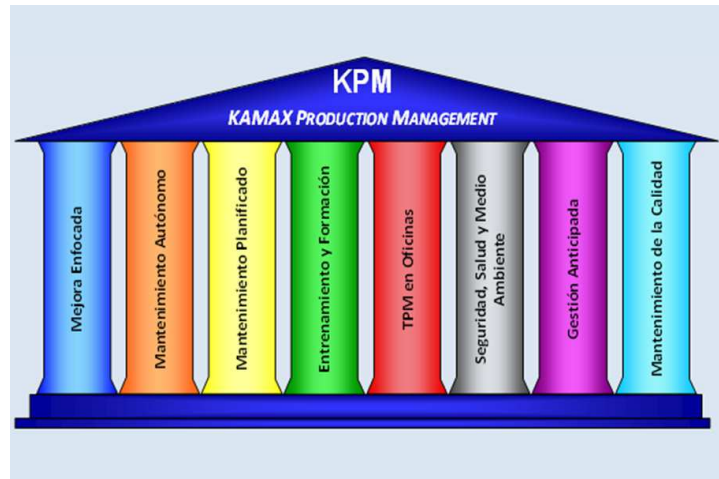 KPM
KAMAX PRODUCTION MANAGEMENT
Mejora Enfocada
Mantenimiento Autónomo
Mantenimiento Planificado
Entrenamiento y Formación
TPM en Oficinas
Seguridad, Salud y Medio
Ambiente
Gestión Anticipada
Mantenimiento de la Calidad